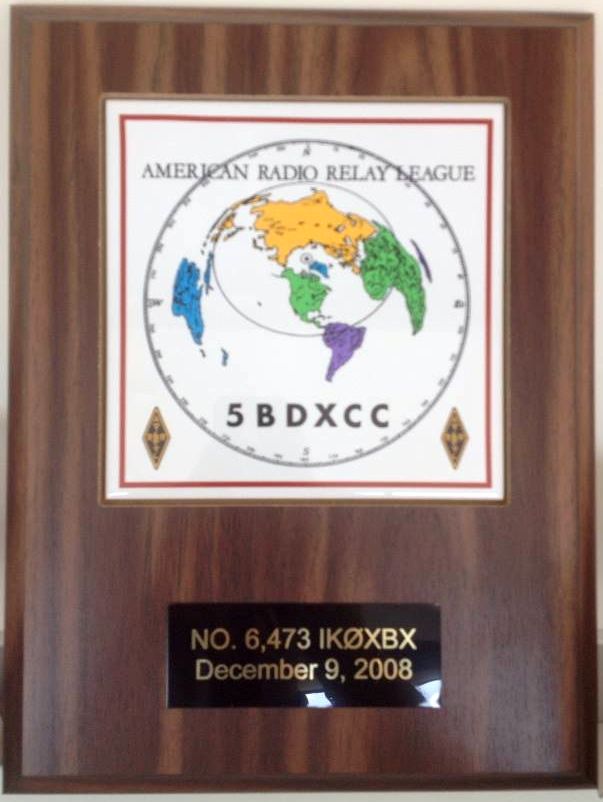 AMERICAN RADIO RELAY LEAGUE
5BDXCC
NO. 6,473 IKØXBX
December 9, 2008